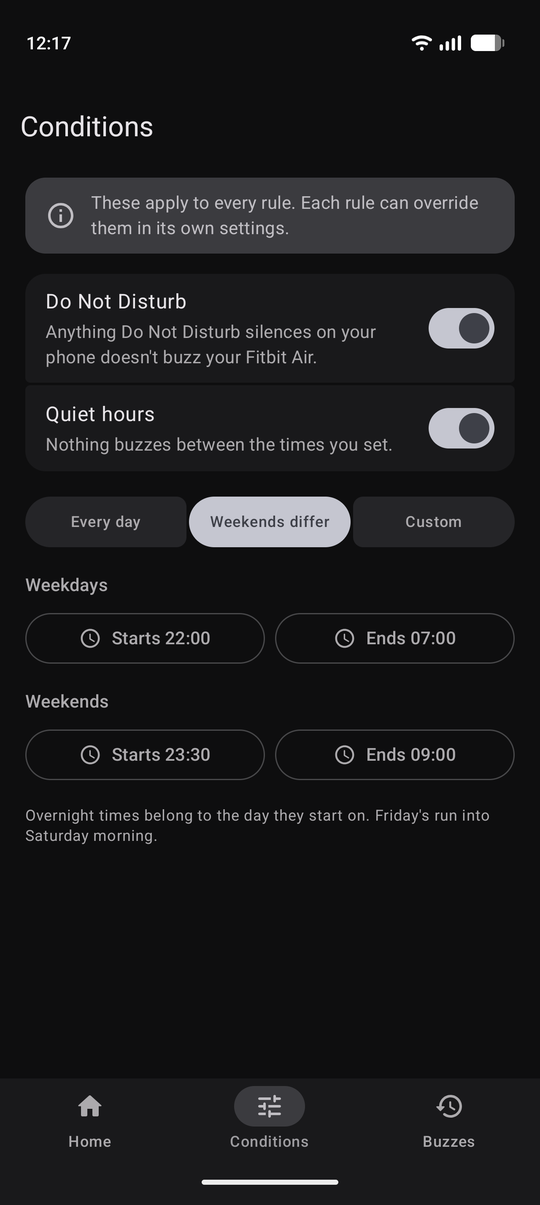 12:17
Conditions
These apply to every rule. Each rule can override
them in its own settings.
Do Not Disturb
Anything Do Not Disturb silences on your
phone doesn't buzz your Fitbit Air.
Quiet hours
Nothing buzzes between the times you set.
Every day
Weekends differ
Custom
Weekdays
Starts 22:00
Ends 07:00
Weekends
Starts 23:30
Ends 09:00
Overnight times belong to the day they start on. Friday's run into
Saturday morning.
Home
Conditions
Buzzes